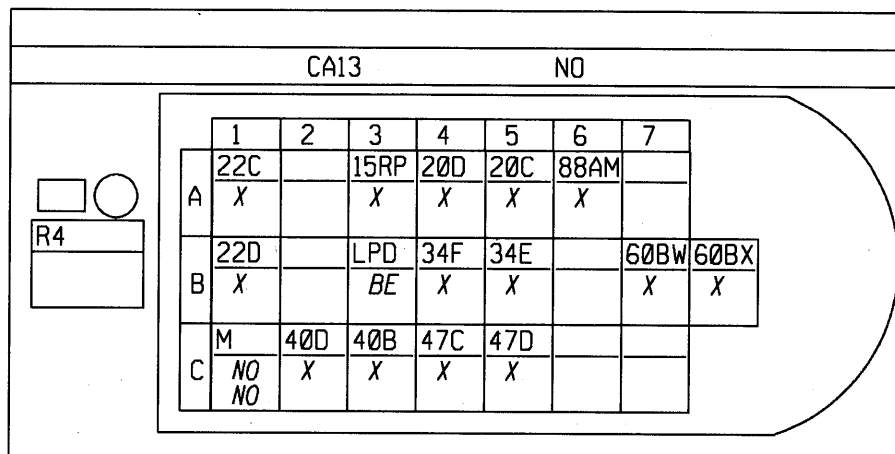 CA13 NO
1 2 3 4 5 6 7
22C 15RP 20D 20C 88AM
A X X X X X
R4
22D LPD 34F 34E 60BW 60BX
B X BE X X X X
M 40D 40B 47C 47D
C NO X X X X
NO